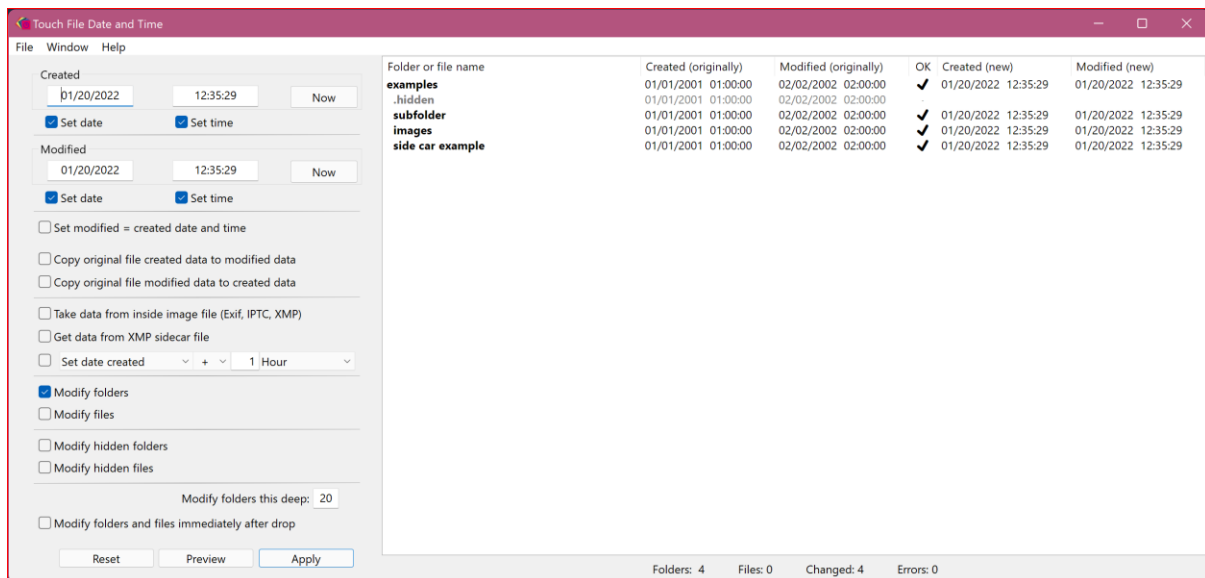 Touch File Date and Time
File Window Help
Created
01/20/2022 12:35:29 Now
Set date Set time
Modified
01/20/2022 12:35:29 Now
Set date Set time
Set modified = created date and time
Copy original file created data to modified data
Copy original file modified data to created data
Take data from inside image file (Exif, IPTC, XMP)
Get data from XMP sidecar file
Set date created + 1 Hour
Modify folders
Modify files
Modify hidden folders
Modify hidden files
Modify folders this deep: 20
Modify folders and files immediately after drop
Reset Preview Apply
Folder or file name Created (originally) Modified (originally) OK Created (new) Modified (new)
examples 01/01/2001 01:00:00 02/02/2002 02:00:00 ✔ 01/20/2022 12:35:29 01/20/2022 12:35:29
.hidden 01/01/2001 01:00:00 02/02/2002 02:00:00 .
subfolder 01/01/2001 01:00:00 02/02/2002 02:00:00 ✔ 01/20/2022 12:35:29 01/20/2022 12:35:29
images 01/01/2001 01:00:00 02/02/2002 02:00:00 ✔ 01/20/2022 12:35:29 01/20/2022 12:35:29
side car example 01/01/2001 01:00:00 02/02/2002 02:00:00 ✔ 01/20/2022 12:35:29 01/20/2022 12:35:29
Folders: 4 Files: 0 Changed: 4 Errors: 0